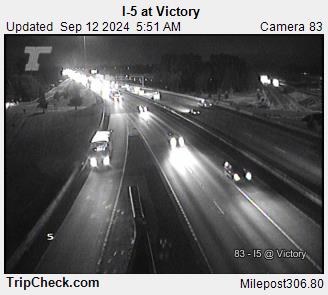 I-5 at Victory
Updated Sep 12 2024 5:51 AM Camera 83
T
S
83 - I5 @ Victory
TripCheck.com Milepost306.80